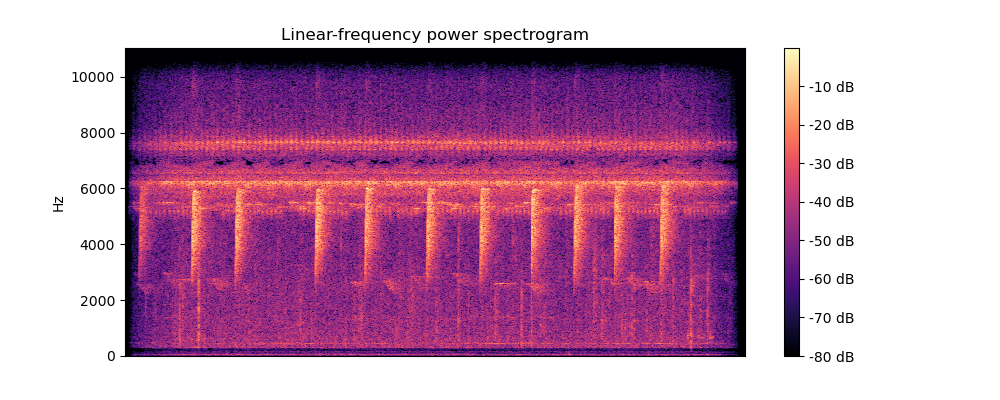 Linear-frequency power spectrogram
10000
8000
6000
4000
2000
0
Hz
-10 dB
-20 dB
-30 dB
-40 dB
-50 dB
-60 dB
-70 dB
-80 dB